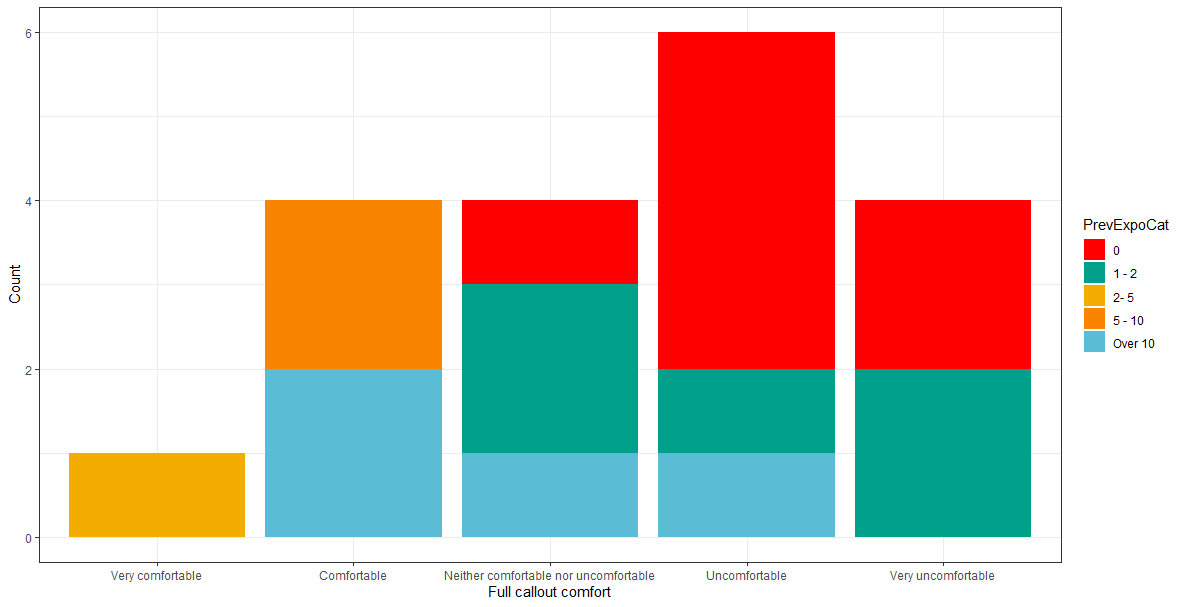 Count
6
4
2
0
Very comfortable
Comfortable
Neither comfortable nor uncomfortable
Uncomfortable
Very uncomfortable
Full callout comfort
PrevExpoCat
0
1 - 2
2- 5
5 - 10
Over 10